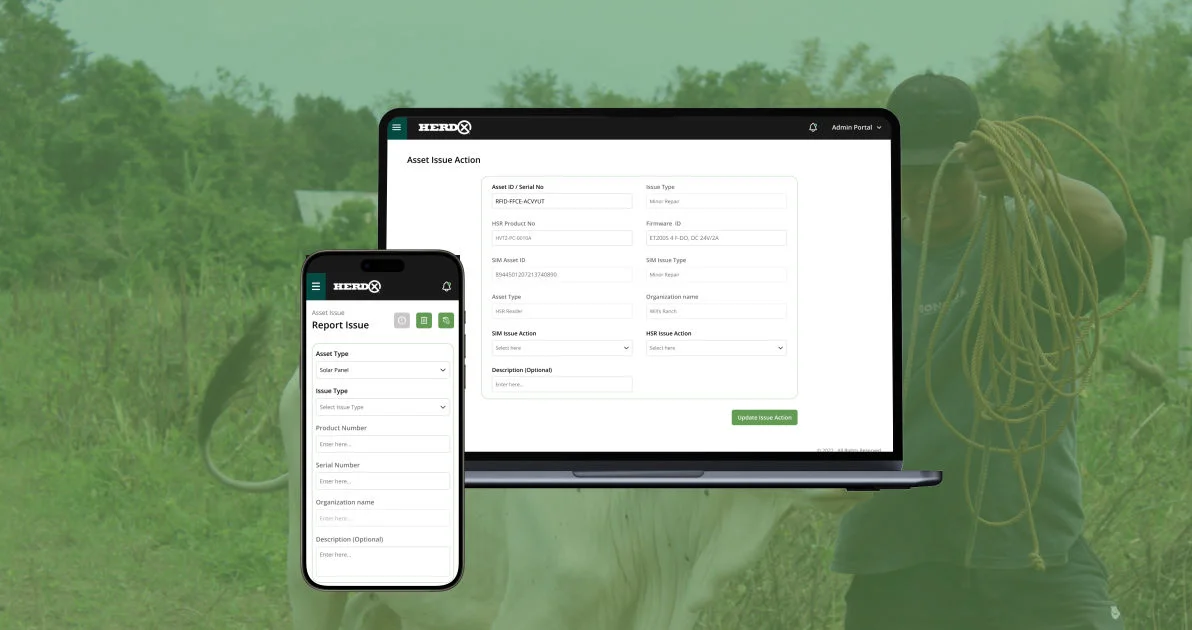 HERDX
Admin Portal
Asset Issue Action
Asset ID / Serial No
Issue Type
RFID-FFCE-ACVYUT
Minor Repair
HSR Product No
Firmware ID
HVT2-PC-0010A
ET200S 4 F-DO, DC 24V/2A
SIM Asset ID
SIM Issue Type
8944501207213740890
Minor Repair
Asset Type
Organization name
HSR Reader
Will's Ranch
SIM Issue Action
HSR Issue Action
Select here
Select here
Description (Optional)
Enter here...
Update Issue Action
All Rights Reserved
HERDX
Asset Issue
Report Issue
Asset Type
Solar Panel
Issue Type
Select Issue Type
Product Number
Enter here...
Serial Number
Enter here...
Organization name
Enter here...
Description (Optional)
Enter here...